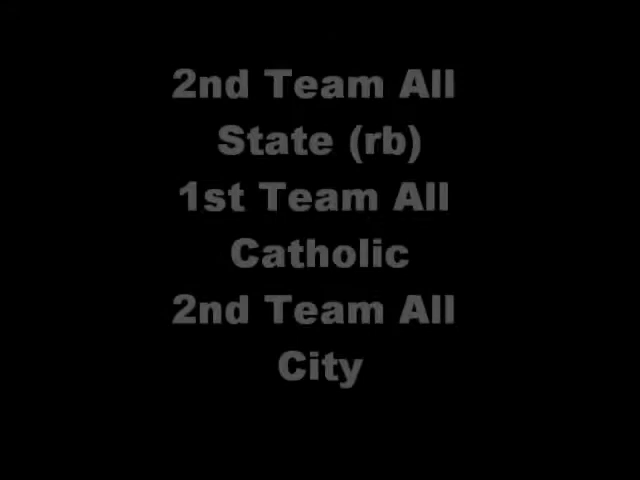 2nd Team All
State (rb)
1st Team All
Catholic
2nd Team All
City